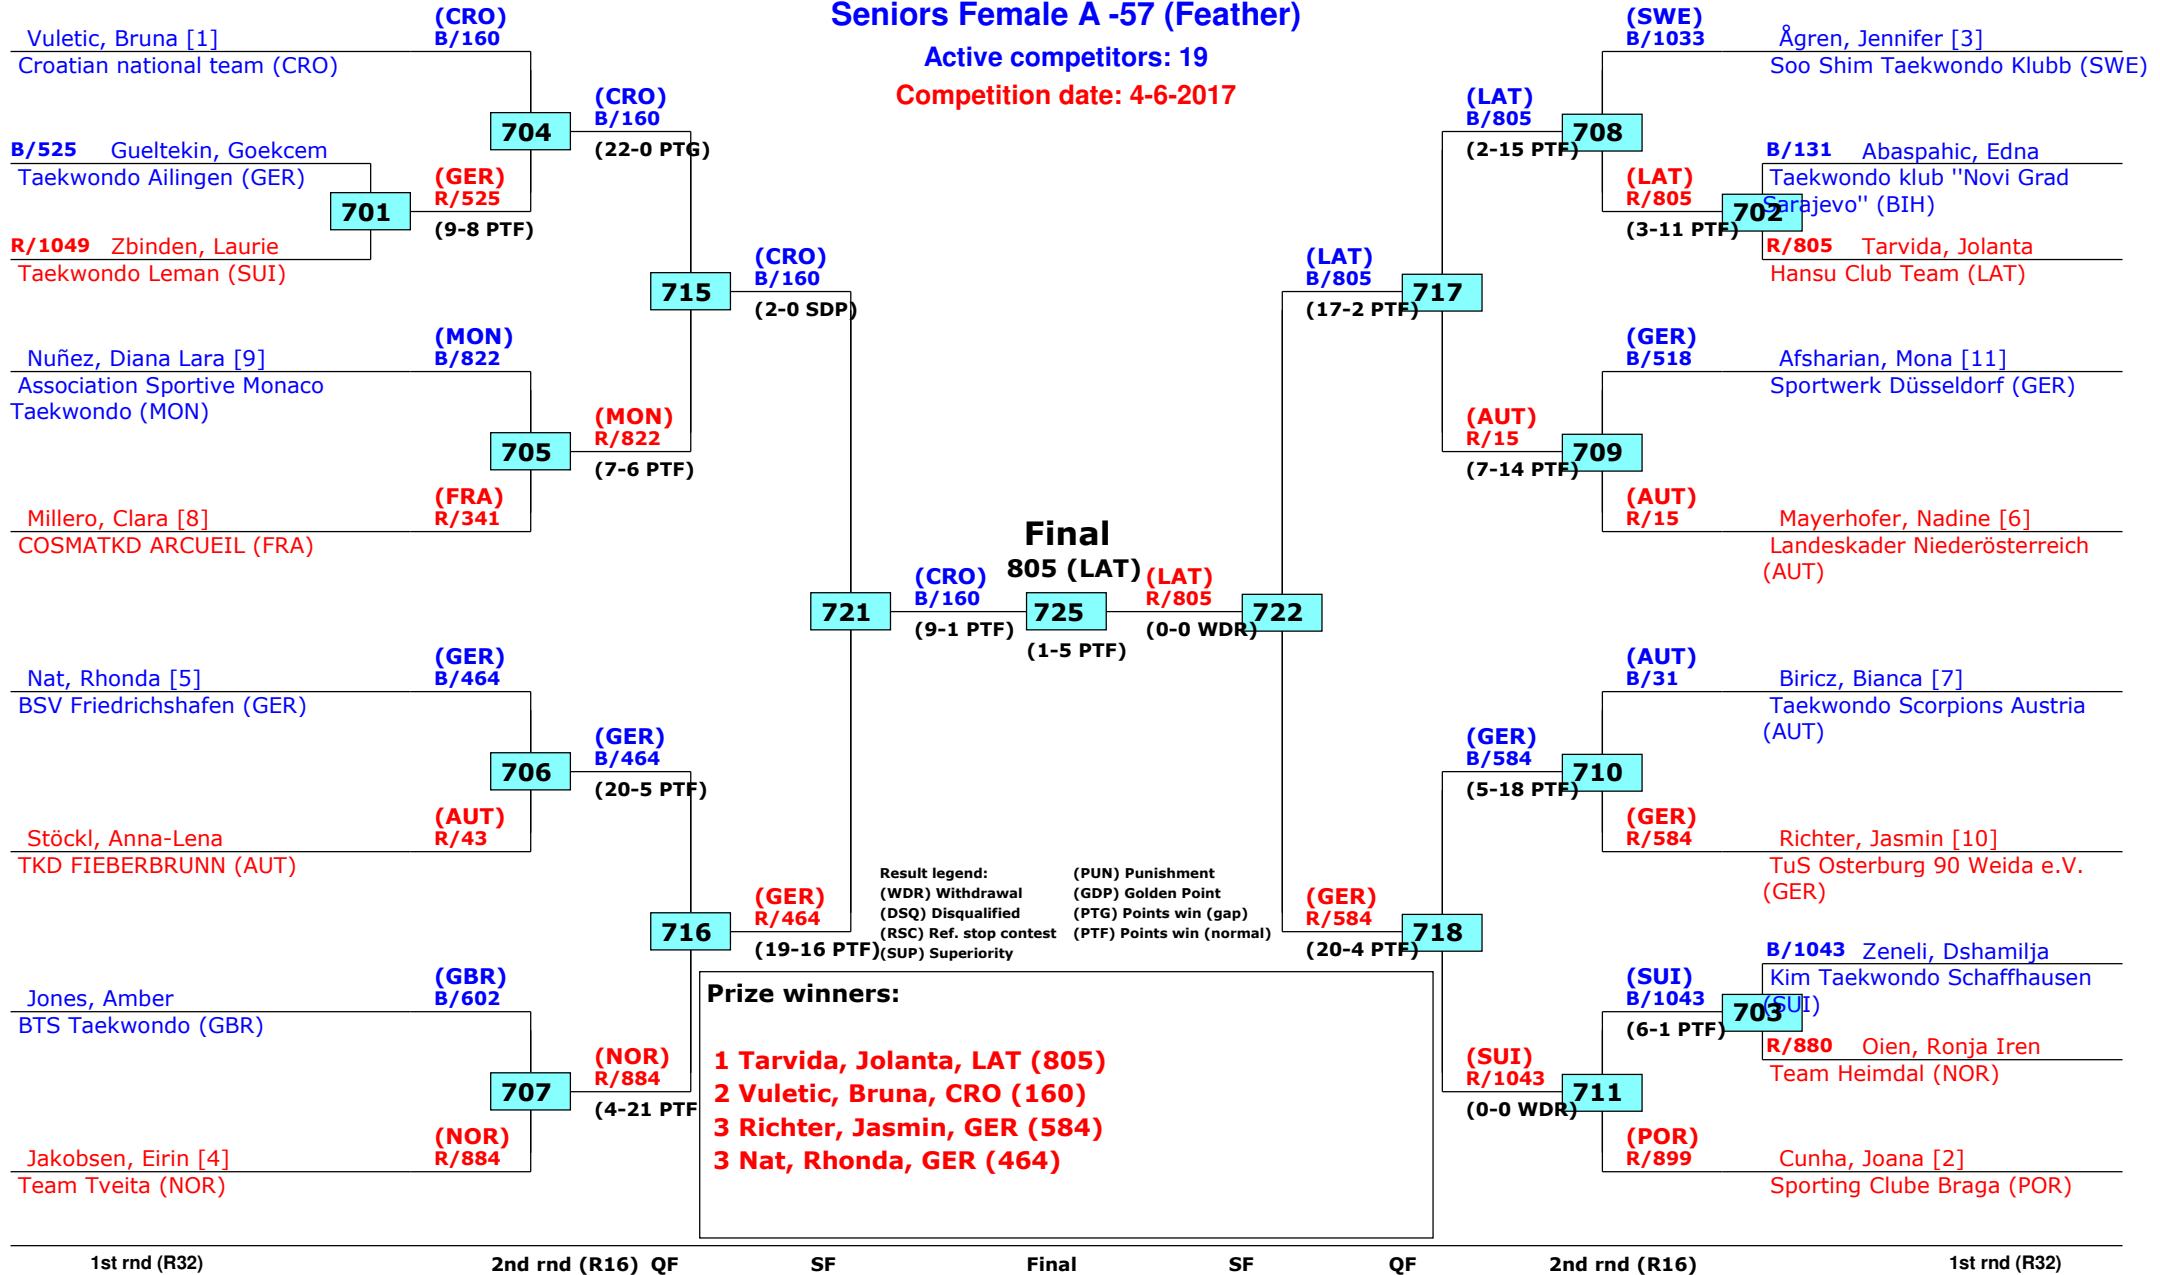 Seniors Female A -57 (Feather)
Active competitors: 19
Competition date: 4-6-2017
(CRO)
Vuletic, Bruna [1] B/160
Croatian national team (CRO)
(CRO)
B/160
704
(22-0 PTG)
B/525 Gueltekin, Goekcem
Taekwondo Ailingen (GER)
(GER)
R/525
701
(9-8 PTF)
R/1049 Zbinden, Laurie
Taekwondo Leman (SUI)
(CRO)
B/160
715
(2-0 SDP)
(MON)
Nuñez, Diana Lara [9] B/822
Association Sportive Monaco
Taekwondo (MON)
(MON)
R/822
705
(7-6 PTF)
(FRA)
Millero, Clara [8] R/341
COSMATKD ARCUEIL (FRA)
Final
805 (LAT)
(CRO)
B/160
721
(9-1 PTF)
725
(1-5 PTF)
(LAT)
R/805
722
(0-0 WDR)
(GER)
Nat, Rhonda [5] B/464
BSV Friedrichshafen (GER)
(GER)
B/464
706
(20-5 PTF)
(AUT)
Stöckl, Anna-Lena R/43
TKD FIEBERBRUNN (AUT)
(GER)
R/464
716
(19-16 PTF)
(GBR)
Jones, Amber B/602
BTS Taekwondo (GBR)
(NOR)
R/884
707
(4-21 PTF
(NOR)
Jakobsen, Eirin [4] R/884
Team Tveita (NOR)
(SWE)
B/1033 Ågren, Jennifer [3]
Soo Shim Taekwondo Klubb (SWE)
(LAT)
B/805
708
(2-15 PTF)
B/131 Abaspahic, Edna
Taekwondo klub "Novi Grad
Sarajevo" (BIH)
(LAT)
R/805
702
(3-11 PTF)
R/805 Tarvida, Jolanta
Hansu Club Team (LAT)
(LAT)
B/805
717
(17-2 PTF)
(GER)
B/518 Afsharian, Mona [11]
Sportwerk Düsseldorf (GER)
(AUT)
R/15
709
(7-14 PTF)
(AUT)
R/15 Mayerhofer, Nadine [6]
Landeskader Niederösterreich
(AUT)
(AUT)
B/31 Biricz, Bianca [7]
Taekwondo Scorpions Austria
(AUT)
(GER)
B/584
710
(5-18 PTF)
(GER)
R/584 Richter, Jasmin [10]
TuS Osterburg 90 Weida e.V.
(GER)
(GER)
R/584
718
(20-4 PTF)
B/1043 Zeneli, Dshamilja
Kim Taekwondo Schaffhausen
(SUI)
(SUI)
B/1043
703
(6-1 PTF)
R/880 Oien, Ronja Iren
Team Heimdal (NOR)
(SUI)
R/1043
711
(0-0 WDR)
(POR)
R/899 Cunha, Joana [2]
Sporting Clube Braga (POR)
Result legend: (PUN) Punishment
(WDR) Withdrawal (GDP) Golden Point
(DSQ) Disqualified (PTG) Points win (gap)
(RSC) Ref. stop contest (PTF) Points win (normal)
(SUP) Superiority
Prize winners:
1 Tarvida, Jolanta, LAT (805)
2 Vuletic, Bruna, CRO (160)
3 Richter, Jasmin, GER (584)
3 Nat, Rhonda, GER (464)
1st rnd (R32) 2nd rnd (R16) QF SF Final SF QF 2nd rnd (R16) 1st rnd (R32)